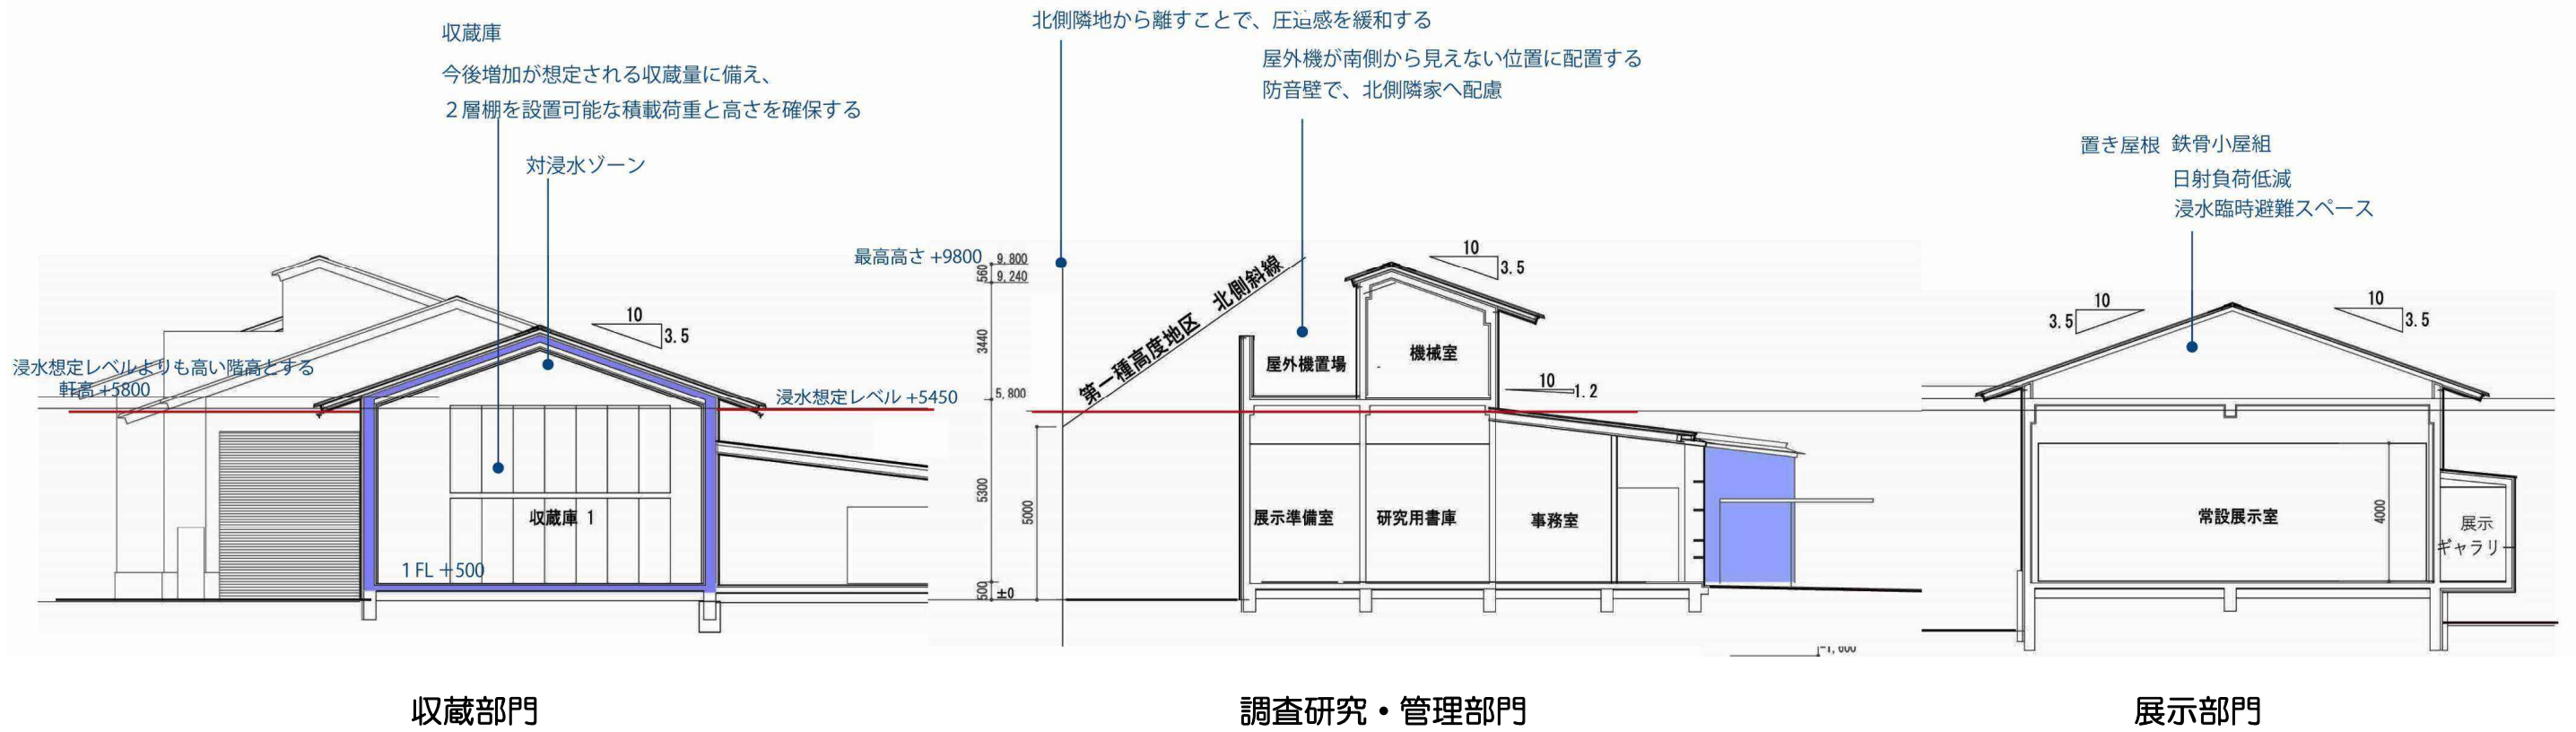 収蔵庫
今後増加が想定される収蔵量に備え、
２層棚を設置可能な積載荷重と高さを確保する
対浸水ゾーン
10
3.5
浸水想定レベルよりも高い階高とする
軒高 +5800
浸水想定レベル +5450
収蔵庫 1
1 FL +500
収蔵部門
北側隣地から離すことで、圧迫感を緩和する
屋外機が南側から見えない位置に配置する
防音壁で、北側隣家へ配慮
最高高さ +9800
9,800
560
9,240
3440
5,800
5300
5000
500
±0
第一種高度地区 北側斜線
10
3.5
屋外機置場
機械室
10
1.2
展示準備室
研究用書庫
事務室
調査研究・管理部門
置き屋根 鉄骨小屋組
日射負荷低減
浸水臨時避難スペース
10
3.5
10
3.5
常設展示室
4000
展示
ギャラリー
展示部門